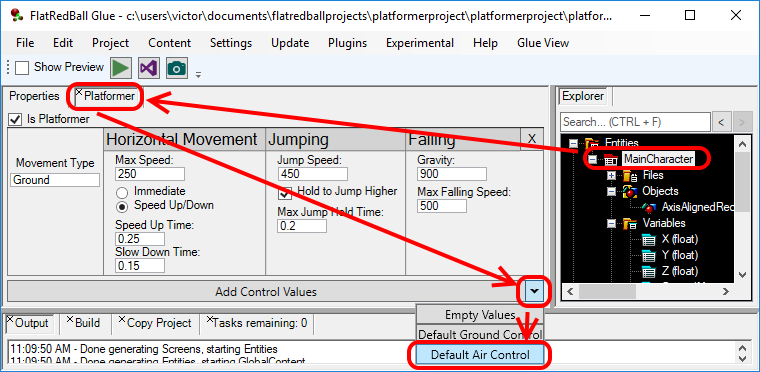 FlatRedBall Glue - c:\users\victor\documents\flatredballprojects\platformerproject\platformerproject\platfor...
File Edit Project Content Settings Update Plugins Experimental Help Glue View
Show Preview
Properties Platformer
Is Platformer
Horizontal Movement Jumping Falling X
Movement Type
Ground
Max Speed:
250
Immediate
Speed Up/Down
Speed Up Time:
0.25
Slow Down Time:
0.15
Jump Speed:
450
Hold to Jump Higher
Max Jump Hold Time:
0.2
Gravity:
900
Max Falling Speed:
500
Add Control Values
Empty Values
Default Ground Control
Default Air Control
Explorer
Search... (CTRL + F) < >
Entities
MainCharacter
Files
Objects
AxisAlignedRec
Variables
X (float)
Y (float)
Z (float)
Output Build Copy Project Tasks remaining: 0
11:09:50 AM - Done generating Screens, starting Entities
11:09:50 AM - Done generating Entities, starting GlobalContent